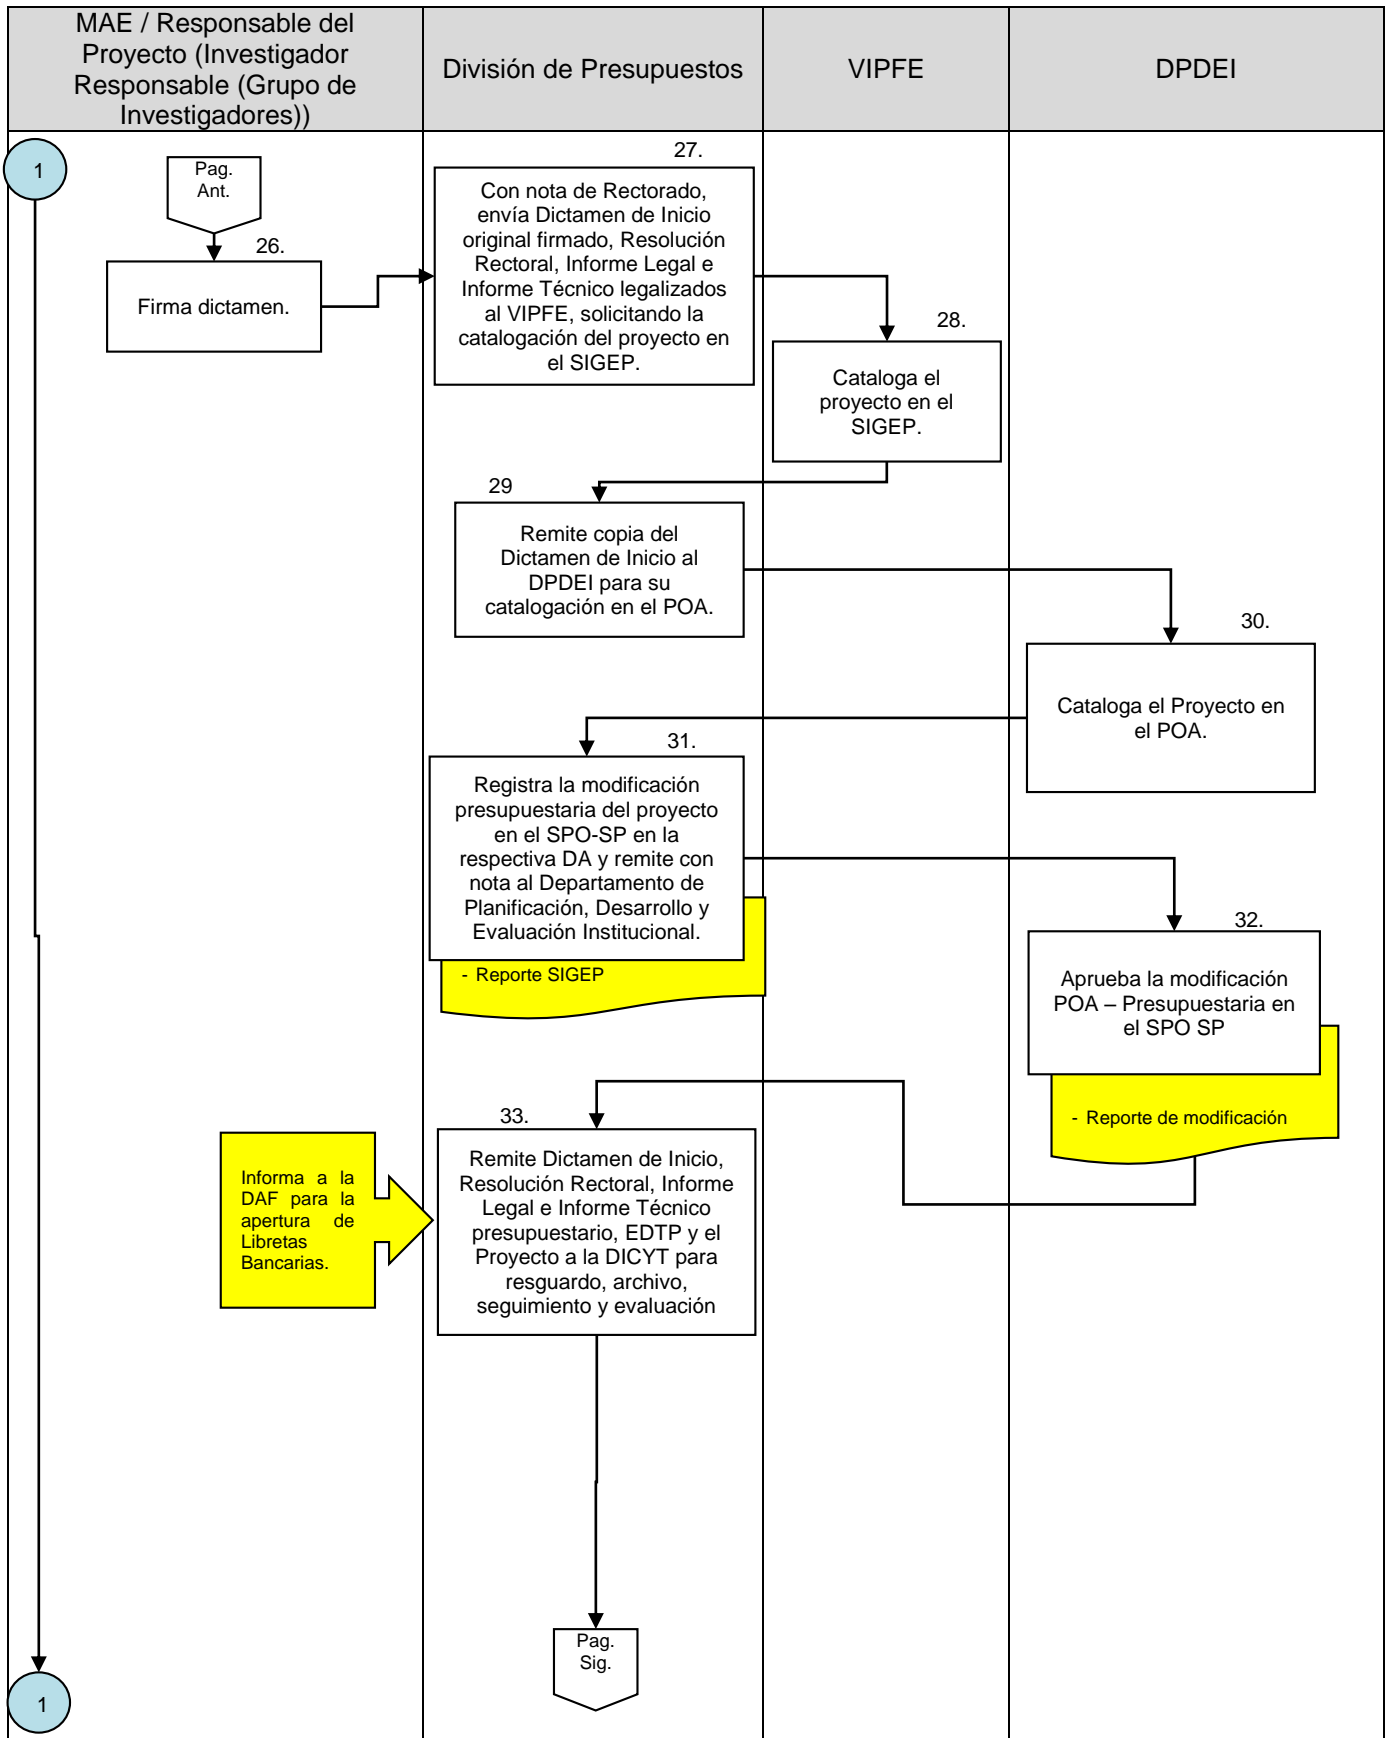 MAE / Responsable del
Proyecto (Investigador
Responsable (Grupo de
Investigadores))
División de Presupuestos
VIPFE
DPDEI
1
Pag.
Ant.
26.
Firma dictamen.
27.
Con nota de Rectorado,
envía Dictamen de Inicio
original firmado, Resolución
Rectoral, Informe Legal e
Informe Técnico legalizados
al VIPFE, solicitando la
catalogación del proyecto en
el SIGEP.
28.
Cataloga el
proyecto en el
SIGEP.
29
Remite copia del
Dictamen de Inicio al
DPDEI para su
catalogación en el POA.
30.
Cataloga el Proyecto en
el POA.
31.
Registra la modificación
presupuestaria del proyecto
en el SPO-SP en la
respectiva DA y remite con
nota al Departamento de
Planificación, Desarrollo y
Evaluación Institucional.
- Reporte SIGEP
32.
Aprueba la modificación
POA – Presupuestaria en
el SPO SP
- Reporte de modificación
33.
Remite Dictamen de Inicio,
Resolución Rectoral, Informe
Legal e Informe Técnico
presupuestario, EDTP y el
Proyecto a la DICYT para
resguardo, archivo,
seguimiento y evaluación
Informa a la
DAF para la
apertura de
Libretas
Bancarias.
Pag.
Sig.
1